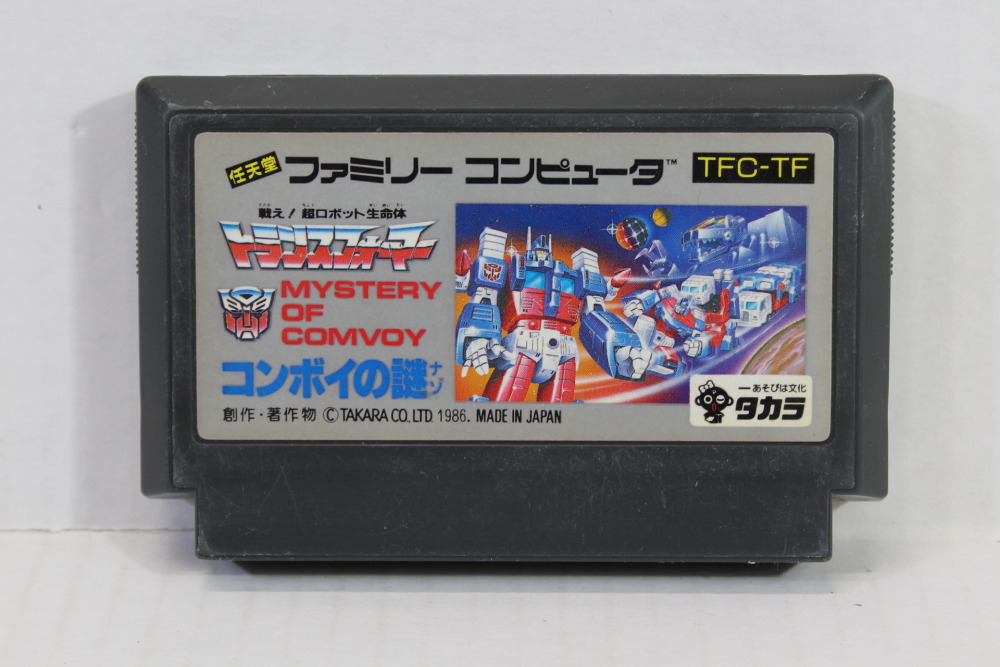 任天堂 ファミリー コンピュータ™ TFC-TF
戦え!超ロボット生命体
トランスフォーマー
MYSTERY
OF
COMVOY
コンボイの謎
ナゾ
創作・著作物 ©TAKARA CO.,LTD. 1986. MADE IN JAPAN
一あそびは文化
タカラ